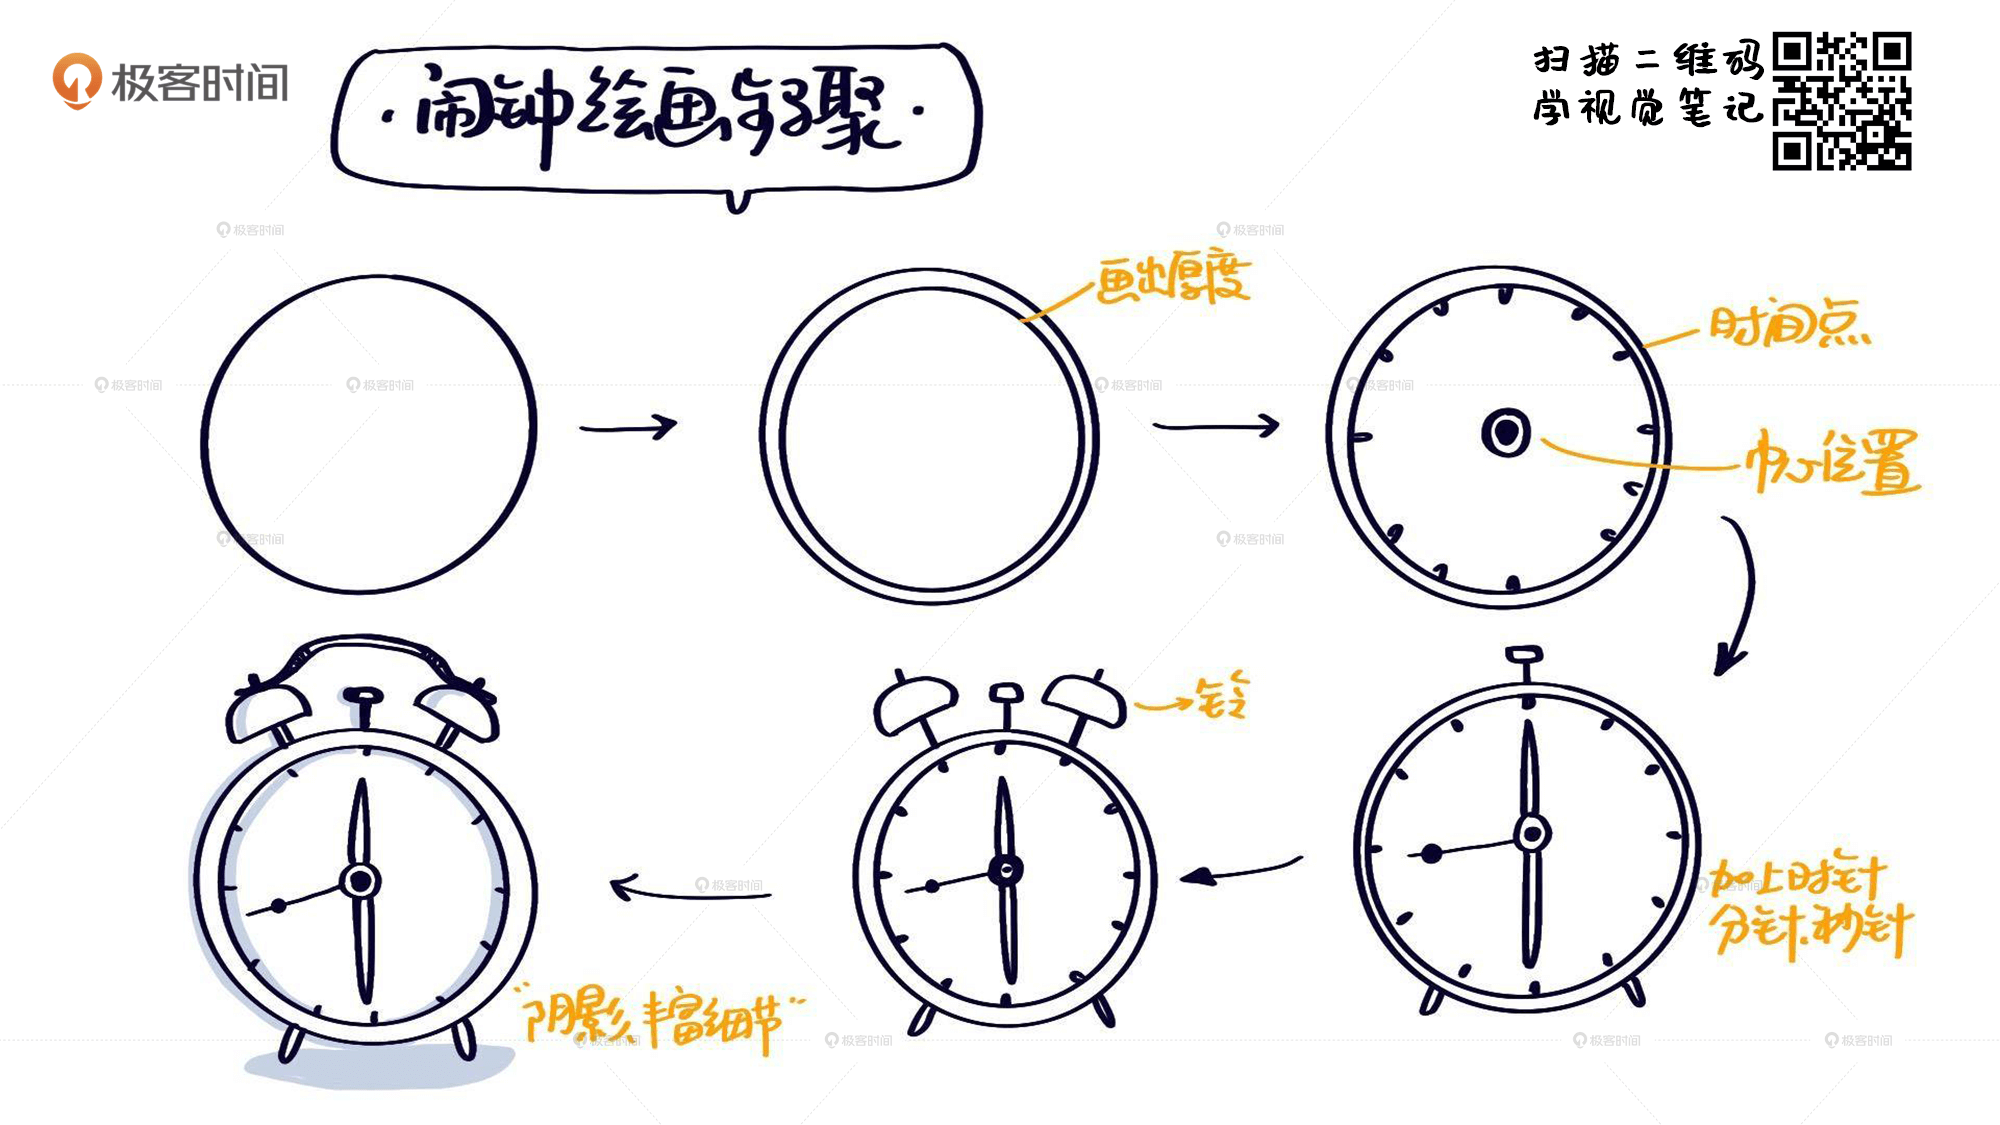 极客时间
·闹钟绘画步骤·
扫描二维码
学视觉笔记
画出厚度
时间点
中心位置
加上时针
分针.秒针
铃
“阴影、丰富细节”